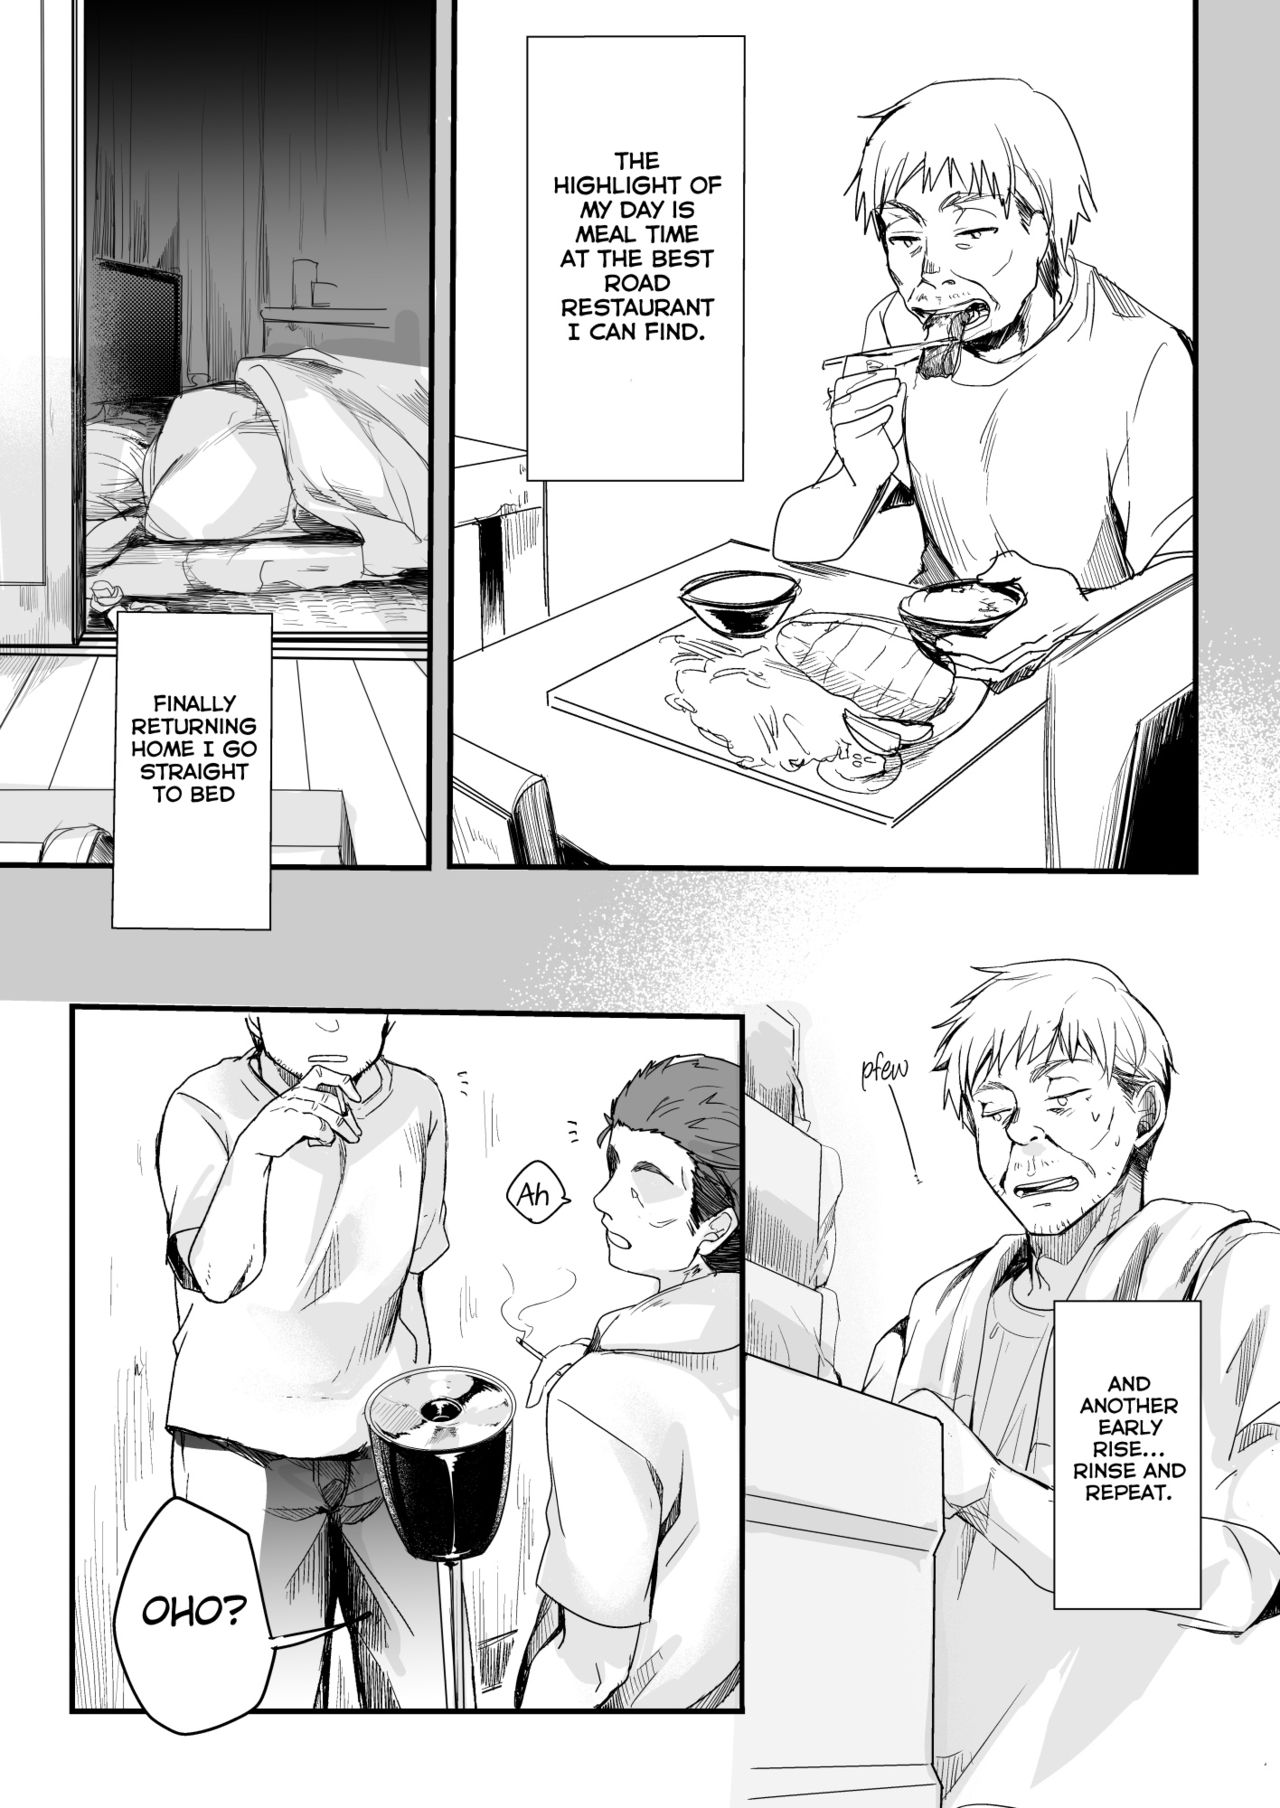 THE
HIGHLIGHT OF
MY DAY IS
MEAL TIME
AT THE BEST
ROAD
RESTAURANT
I CAN FIND.
FINALLY
RETURNING
HOME I GO
STRAIGHT
TO BED
pfew
AND
ANOTHER
EARLY
RISE...
RINSE AND
REPEAT.
Ah
OHO?